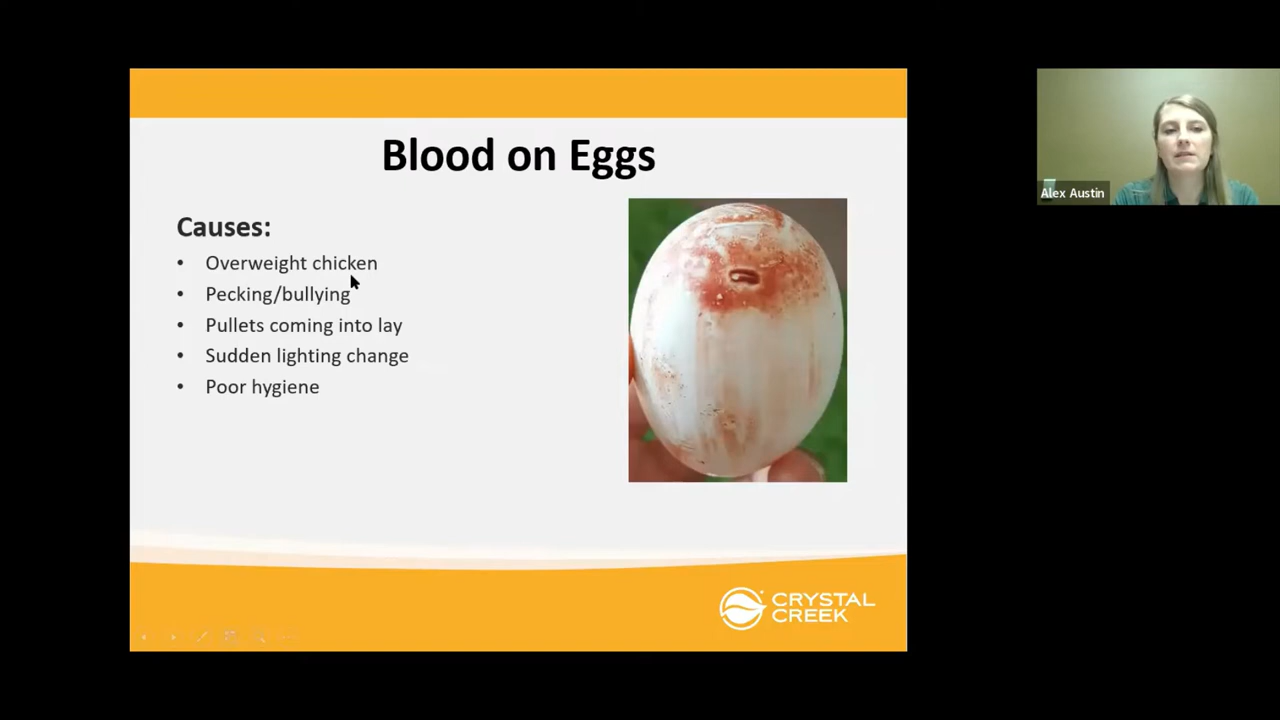 Blood on Eggs
Causes:
• Overweight chicken
• Pecking/bullying
• Pullets coming into lay
• Sudden lighting change
• Poor hygiene
CRYSTAL
CREEK
Alex Austin